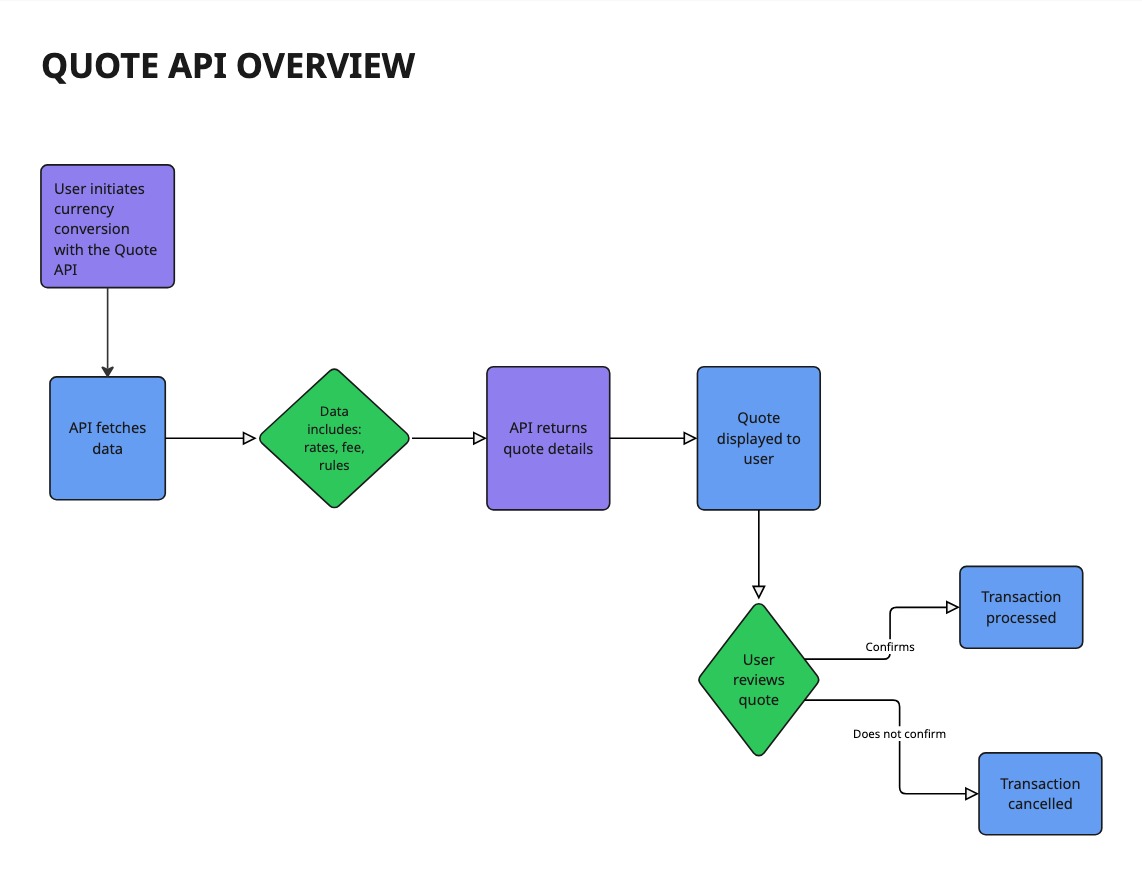 QUOTE API OVERVIEW
User initiates
currency
conversion
with the Quote
API
API fetches
data
Data
includes:
rates, fee,
rules
API returns
quote details
Quote
displayed to
user
User
reviews
quote
Confirms
Transaction
processed
Does not confirm
Transaction
cancelled